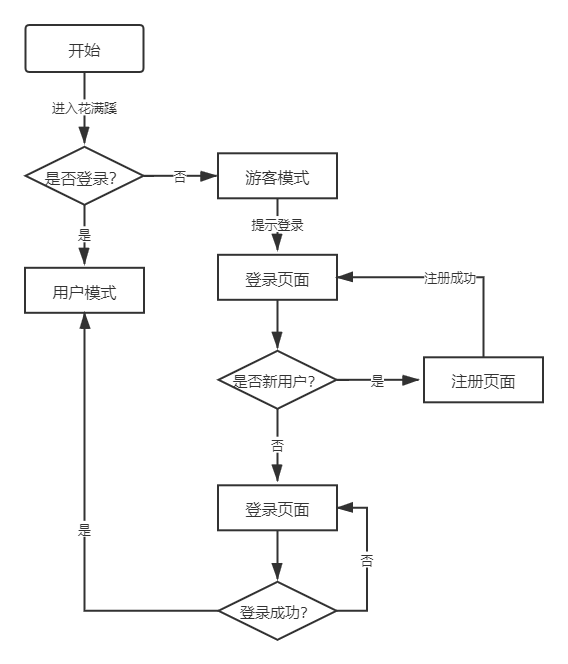 开始
进入花满蹊
是否登录?
否
游客模式
是
提示登录
用户模式
登录页面
注册成功
是否新用户?
是
注册页面
否
登录页面
是
否
登录成功?